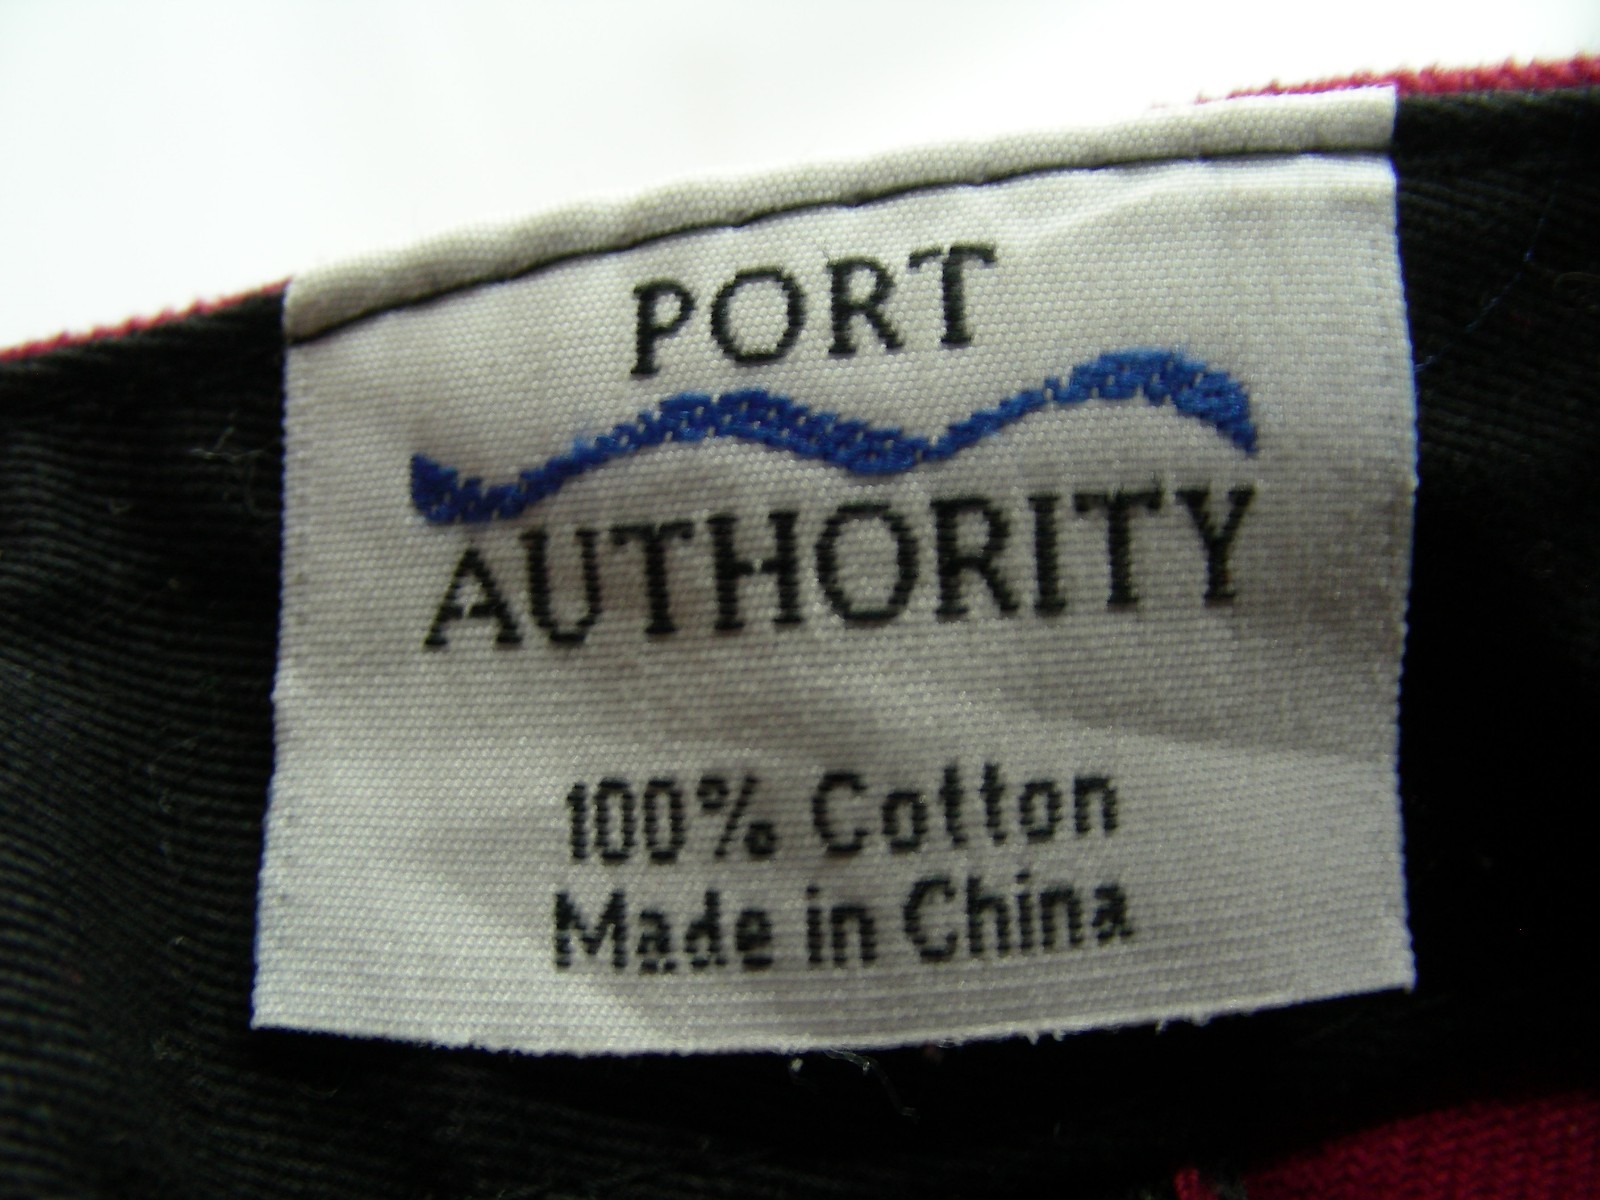 PORT
AUTHORITY
100% Cotton
Made in China